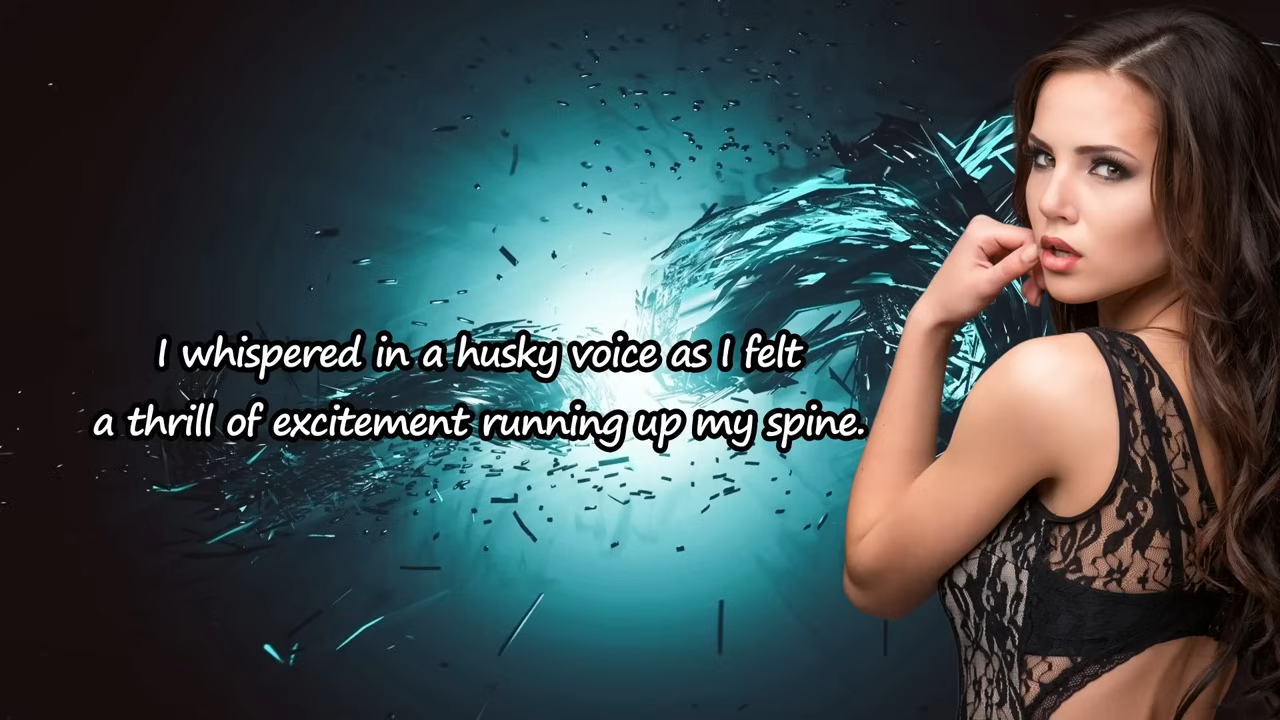 I whispered in a husky voice as I felt
a thrill of excitement running up my spine.